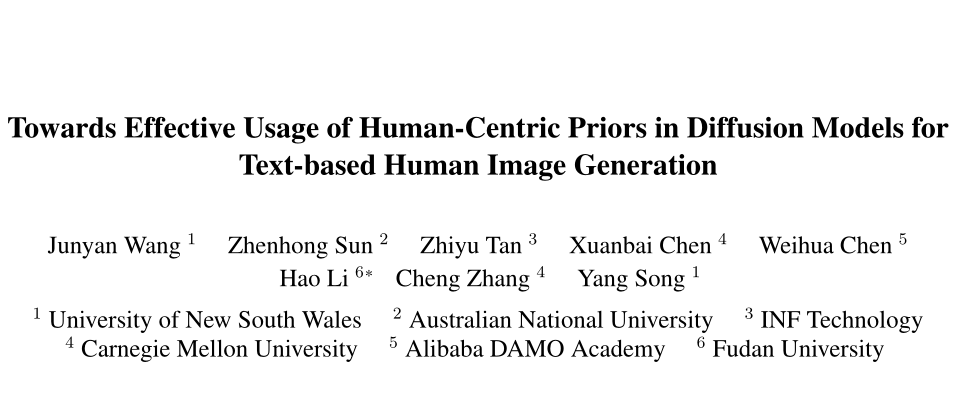 Towards Effective Usage of Human-Centric Priors in Diffusion Models for
Text-based Human Image Generation
Junyan Wang 1 Zhenhong Sun 2 Zhiyu Tan 3 Xuanbai Chen 4 Weihua Chen 5
Hao Li 6* Cheng Zhang 4 Yang Song 1
1 University of New South Wales 2 Australian National University 3 INF Technology
4 Carnegie Mellon University 5 Alibaba DAMO Academy 6 Fudan University